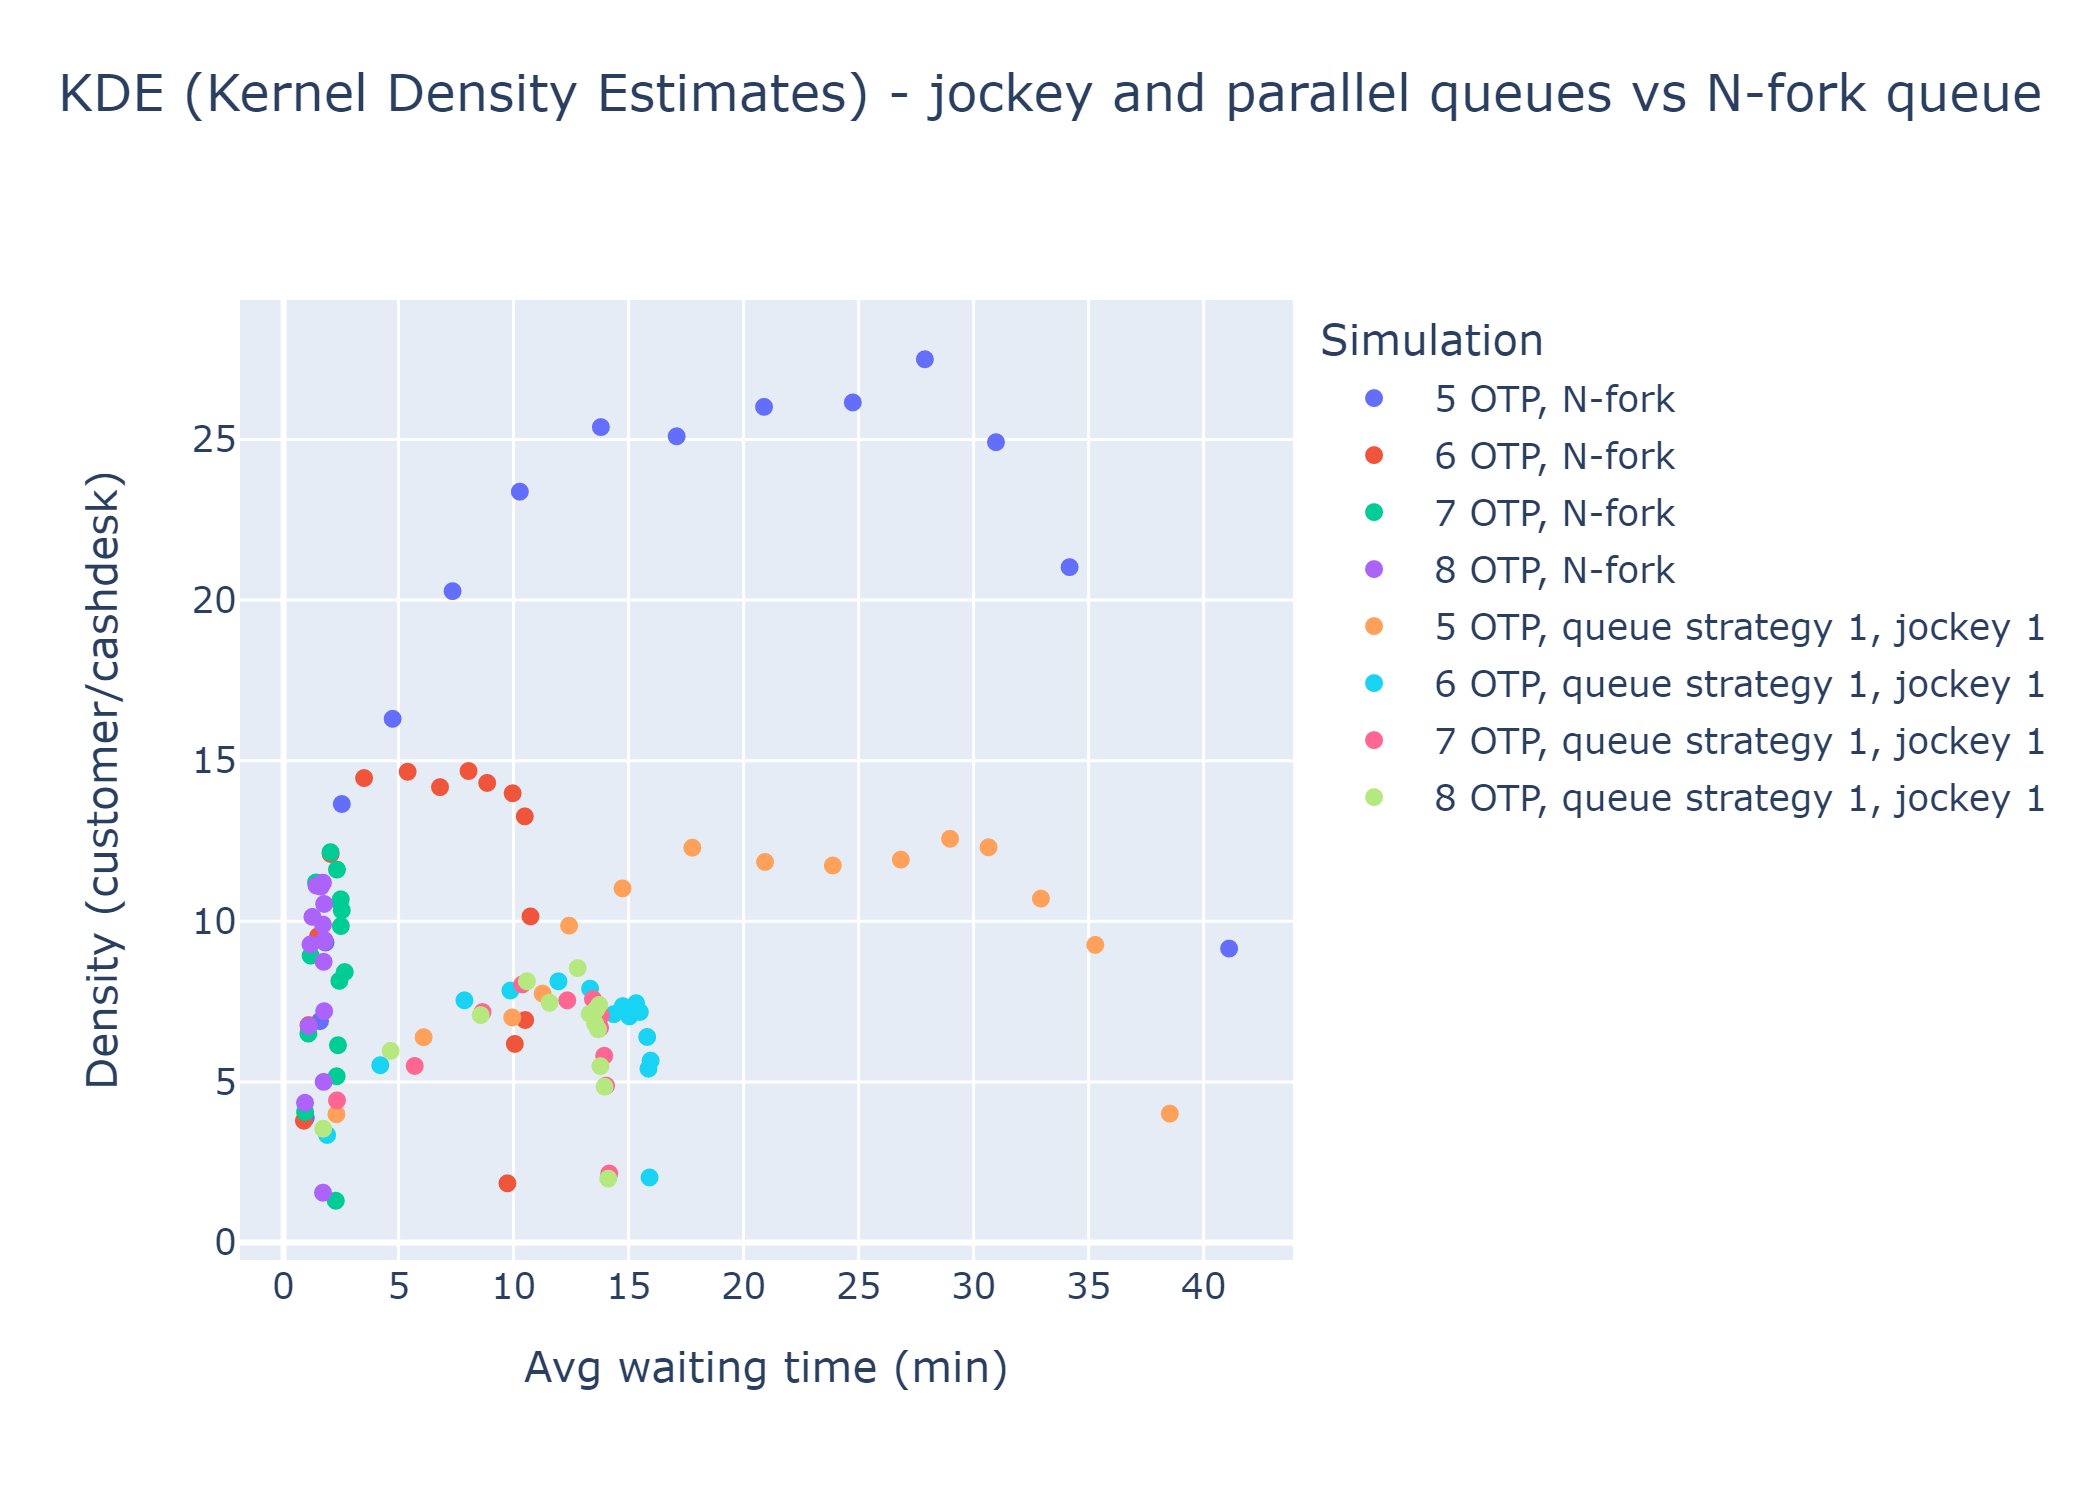 KDE (Kernel Density Estimates) - jockey and parallel queues vs N-fork queue
Simulation
5 OTP, N-fork
6 OTP, N-fork
7 OTP, N-fork
8 OTP, N-fork
5 OTP, queue strategy 1, jockey 1
6 OTP, queue strategy 1, jockey 1
7 OTP, queue strategy 1, jockey 1
8 OTP, queue strategy 1, jockey 1
Density (customer/cashdesk)
25
20
15
10
5
0
0 5 10 15 20 25 30 35 40
Avg waiting time (min)